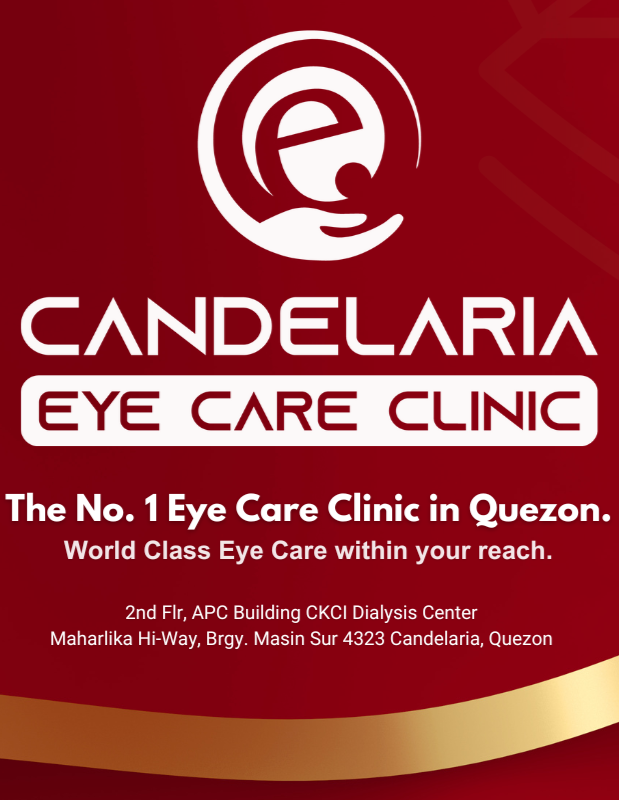 CANDELARIA
EYE CARE CLINIC
The No. 1 Eye Care Clinic in Quezon.
World Class Eye Care within your reach.
2nd Flr, APC Building CKCI Dialysis Center
Maharlika Hi-Way, Brgy. Masin Sur 4323 Candelaria, Quezon